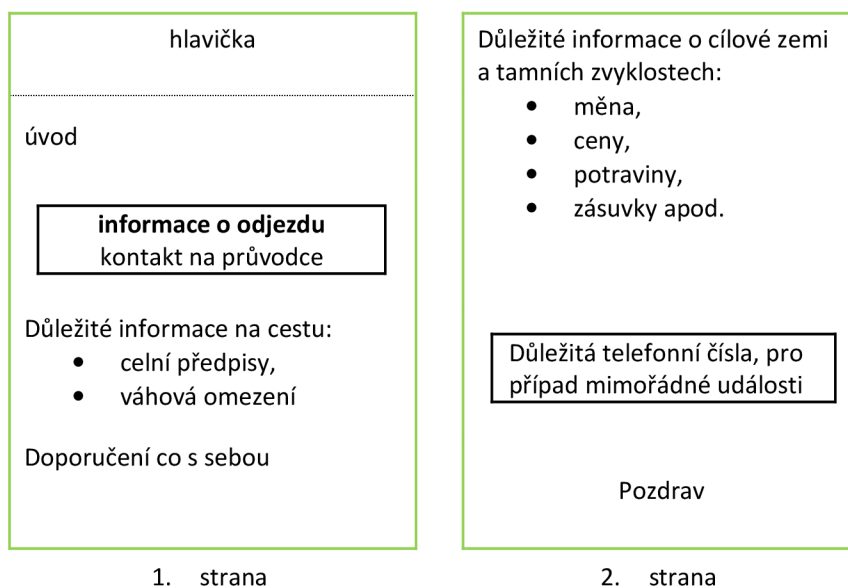 hlavička
úvod
informace o odjezdu
kontakt na průvodce
Důležité informace na cestu:
• celní předpisy,
• váhová omezení
Doporučení co s sebou
1. strana
Důležité informace o cílové zemi
a tamních zvyklostech:
• měna,
• ceny,
• potraviny,
• zásuvky apod.
Důležitá telefonní čísla, pro
případ mimořádné události
Pozdrav
2. strana